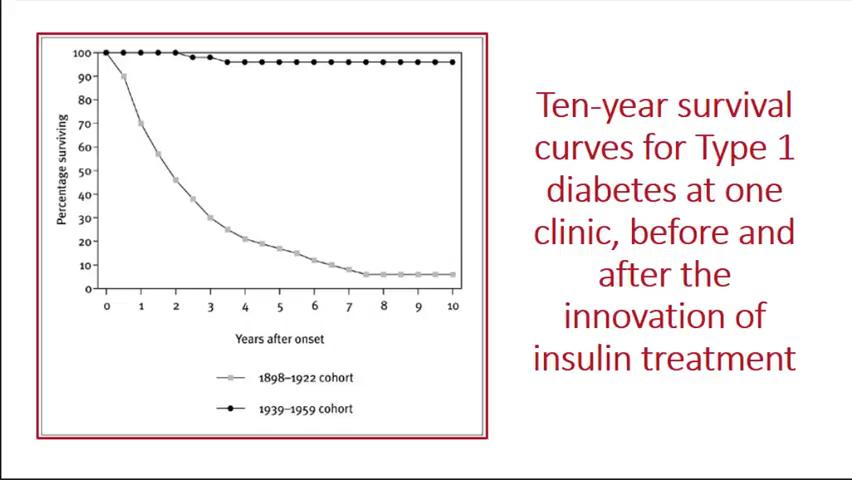 100
90
80
70
60
50
40
30
20
10
0
Percentage surviving
0 1 2 3 4 5 6 7 8 9 10
Years after onset
1898–1922 cohort
1939–1959 cohort
Ten-year survival
curves for Type 1
diabetes at one
clinic, before and
after the
innovation of
insulin treatment